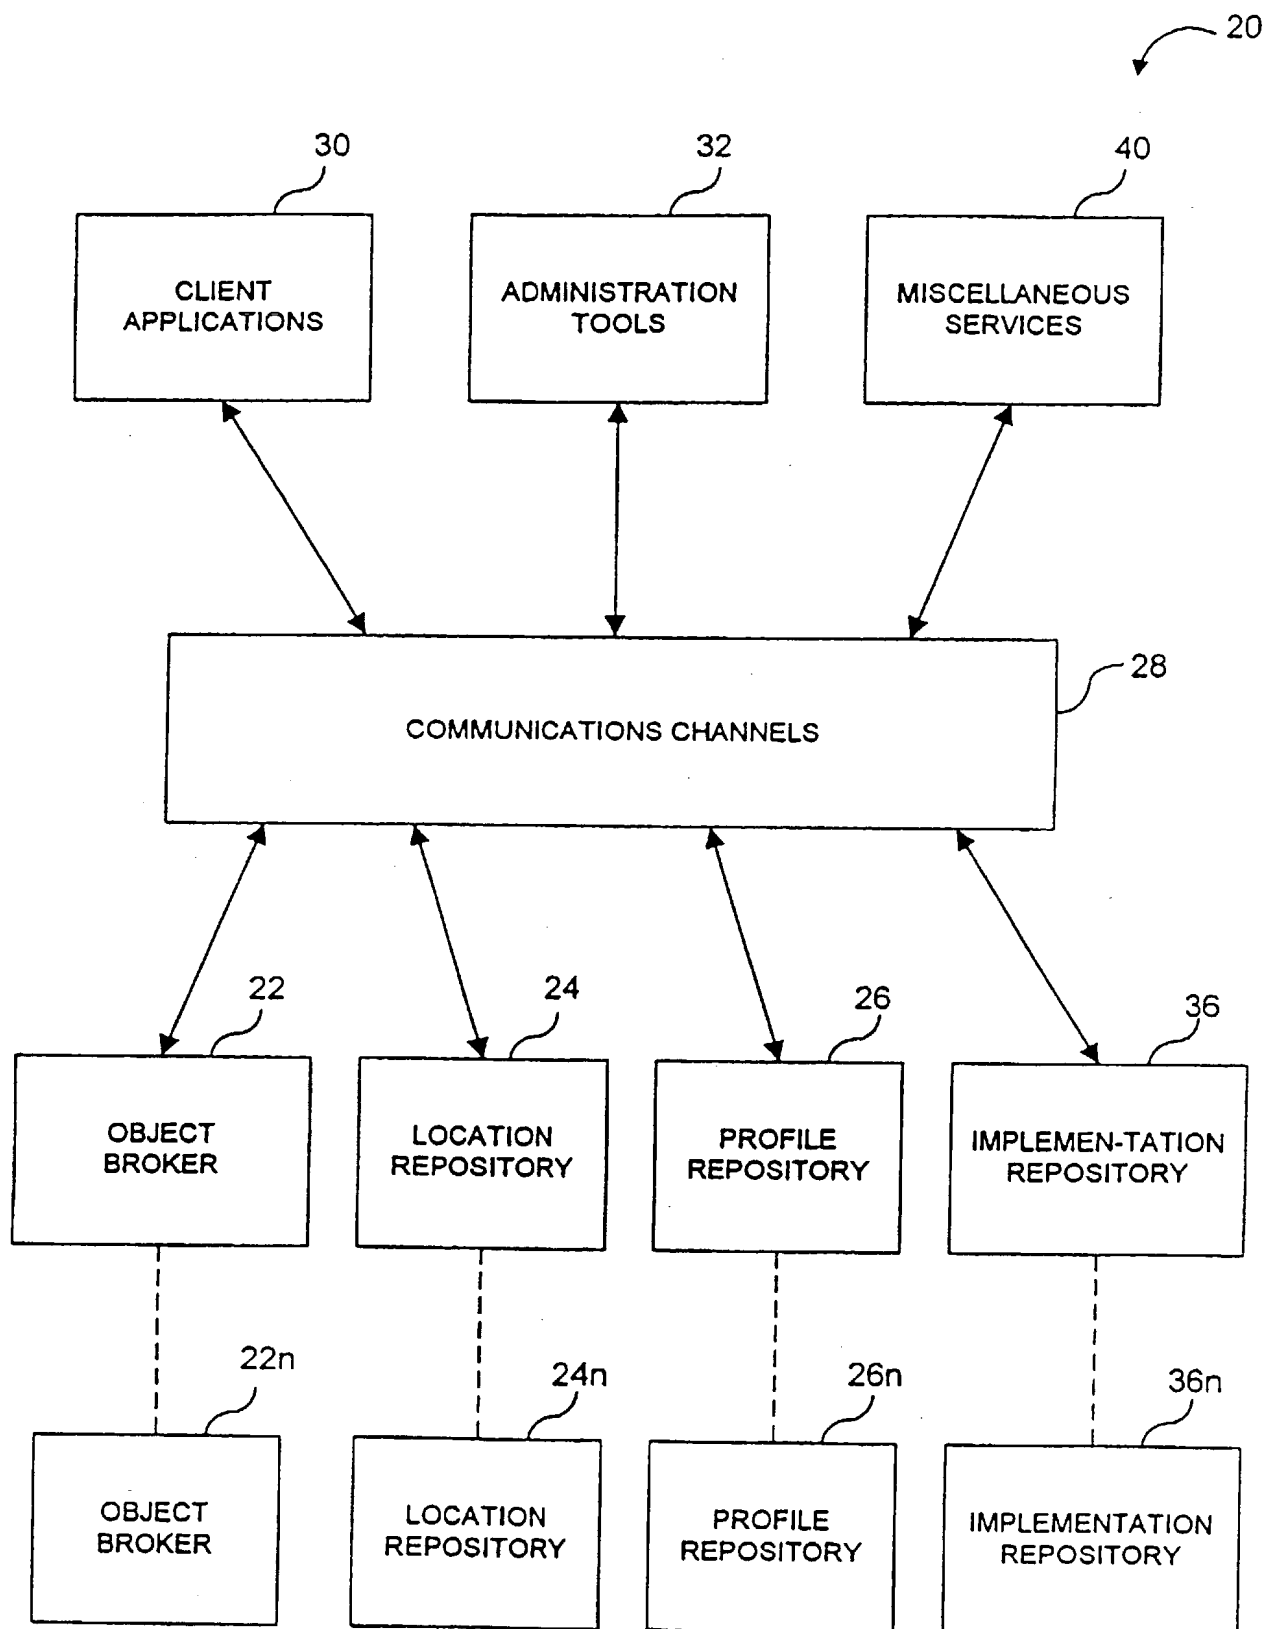 20
30
32
40
CLIENT
APPLICATIONS
ADMINISTRATION
TOOLS
MISCELLANEOUS
SERVICES
28
COMMUNICATIONS CHANNELS
22
24
26
36
OBJECT
BROKER
LOCATION
REPOSITORY
PROFILE
REPOSITORY
IMPLEMEN-TATION
REPOSITORY
22n
24n
26n
36n
OBJECT
BROKER
LOCATION
REPOSITORY
PROFILE
REPOSITORY
IMPLEMENTATION
REPOSITORY